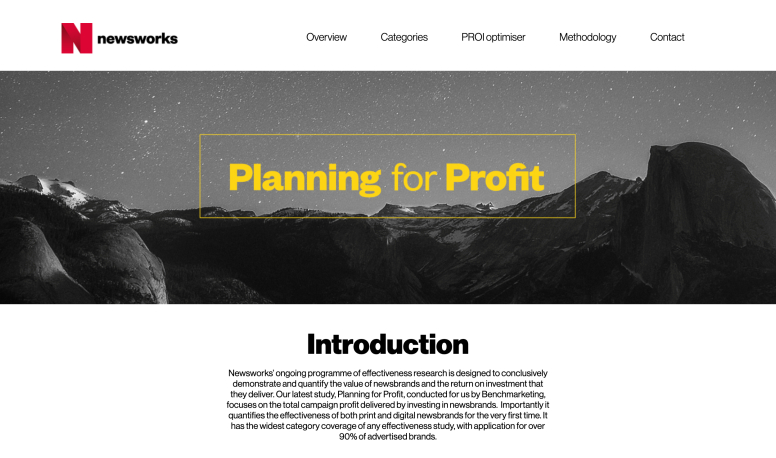 newsworks
Overview
Categories
PROI optimiser
Methodology
Contact
Planning for Profit
Introduction
Newsworks' ongoing programme of effectiveness research is designed to conclusively
demonstrate and quantify the value of newsbrands and the return on investment that
they deliver. Our latest study, Planning for Profit, conducted for us by Benchmarketing,
focuses on the total campaign profit delivered by investing in newsbrands. Importantly it
quantifies the effectiveness of both print and digital newsbrands for the very first time. It
has the widest category coverage of any effectiveness study, with application for over
90% of advertised brands.